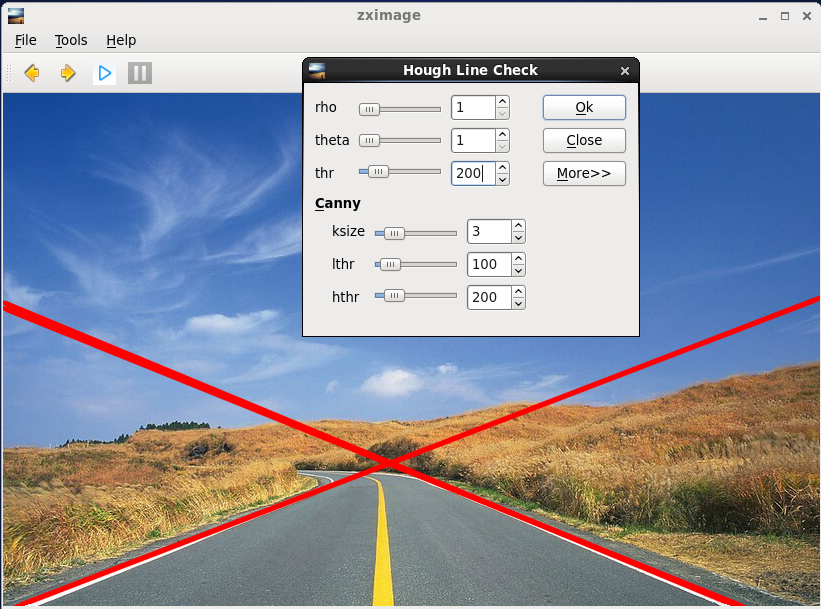 zximage
File Tools Help
Hough Line Check
rho 1 Ok
theta 1 Close
thr 200 More>>
Canny
ksize 3
lthr 100
hthr 200